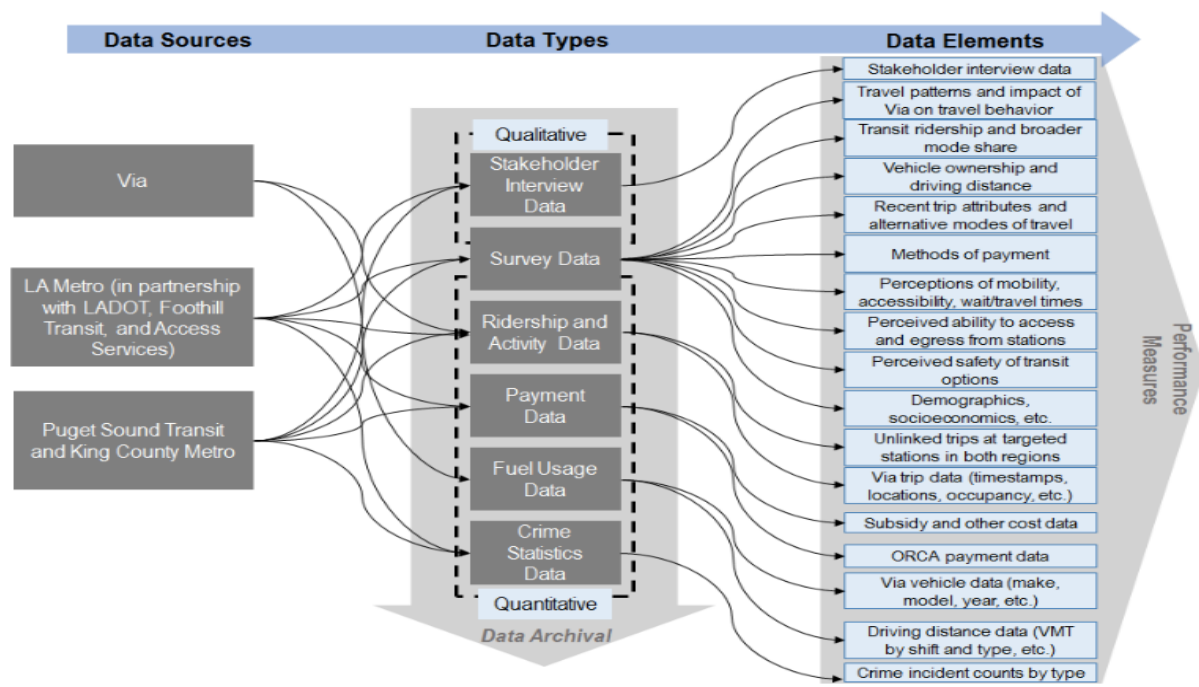 Data Sources
Data Types
Data Elements
Via
LA Metro (in partnership
with LADOT, Foothill
Transit, and Access
Services)
Puget Sound Transit
and King County Metro
Qualitative
Stakeholder
Interview
Data
Survey Data
Ridership and
Activity Data
Payment
Data
Fuel Usage
Data
Crime
Statistics
Data
Quantitative
Data Archival
Stakeholder interview data
Travel patterns and impact of
Via on travel behavior
Transit ridership and broader
mode share
Vehicle ownership and
driving distance
Recent trip attributes and
alternative modes of travel
Methods of payment
Perceptions of mobility,
accessibility, wait/travel times
Perceived ability to access
and egress from stations
Perceived safety of transit
options
Demographics,
socioeconomics, etc.
Unlinked trips at targeted
stations in both regions
Via trip data (timestamps,
locations, occupancy, etc.)
Subsidy and other cost data
ORCA payment data
Via vehicle data (make,
model, year, etc.)
Driving distance data (VMT
by shift and type, etc.)
Crime incident counts by type
Performance
Measures